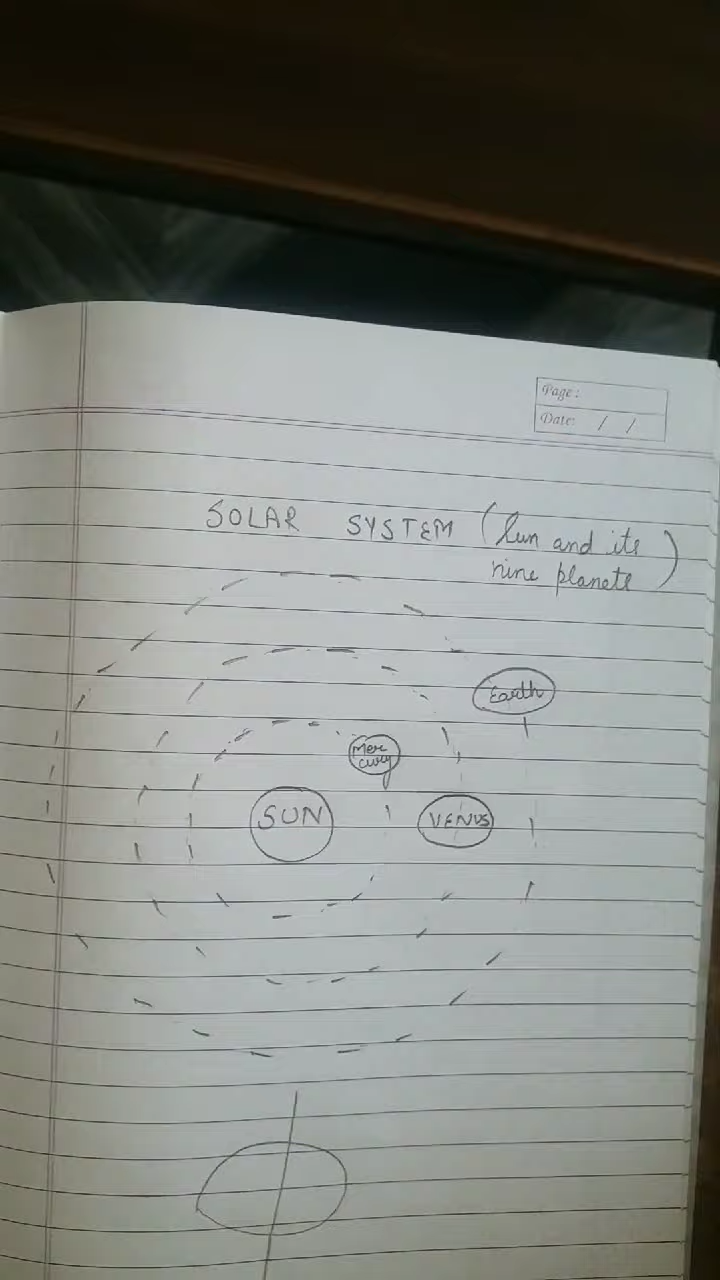 Page:
Date: / /
SOLAR SYSTEM (Sun and its
nine planets)
Earth
Mer
cury
SUN
VENUS